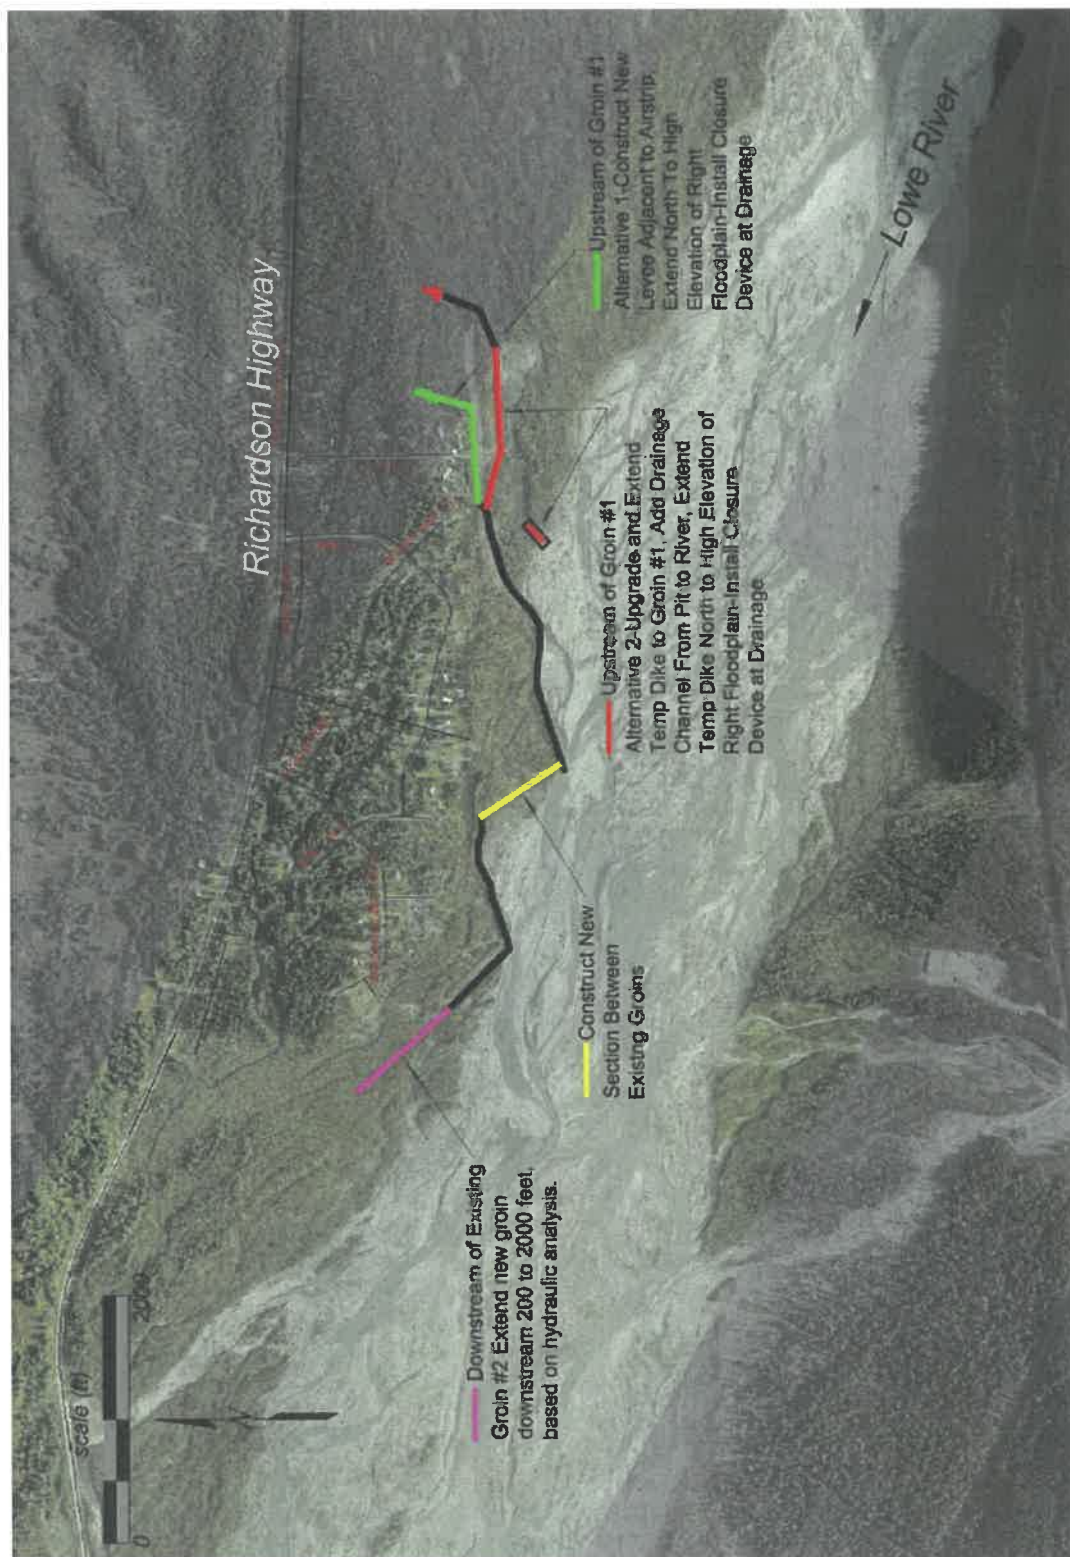 Richardson Highway
Lowe River
scale (ft)
0
2000
Downstream of Existing
Groin #2 Extend new groin
downstream 200 to 2000 feet.
based on hydraulic analysis.
Construct New
Section Between
Existng Groins
Upstream of Groin #1
Alternative 2-Upgrade and Extend
Temp Dike to Groin #1, Add Drainage
Channel From Pit to River, Extend
Temp Dike North to High Elevation of
Right Floodplain-Install Closure
Device at Drainage
Upstream of Groin #1
Alternative 1-Construct New
Levee Adjacent to Airstrip,
Extend North To High
Elevation of Right
Floodplain-Install Closure
Device at Drainage